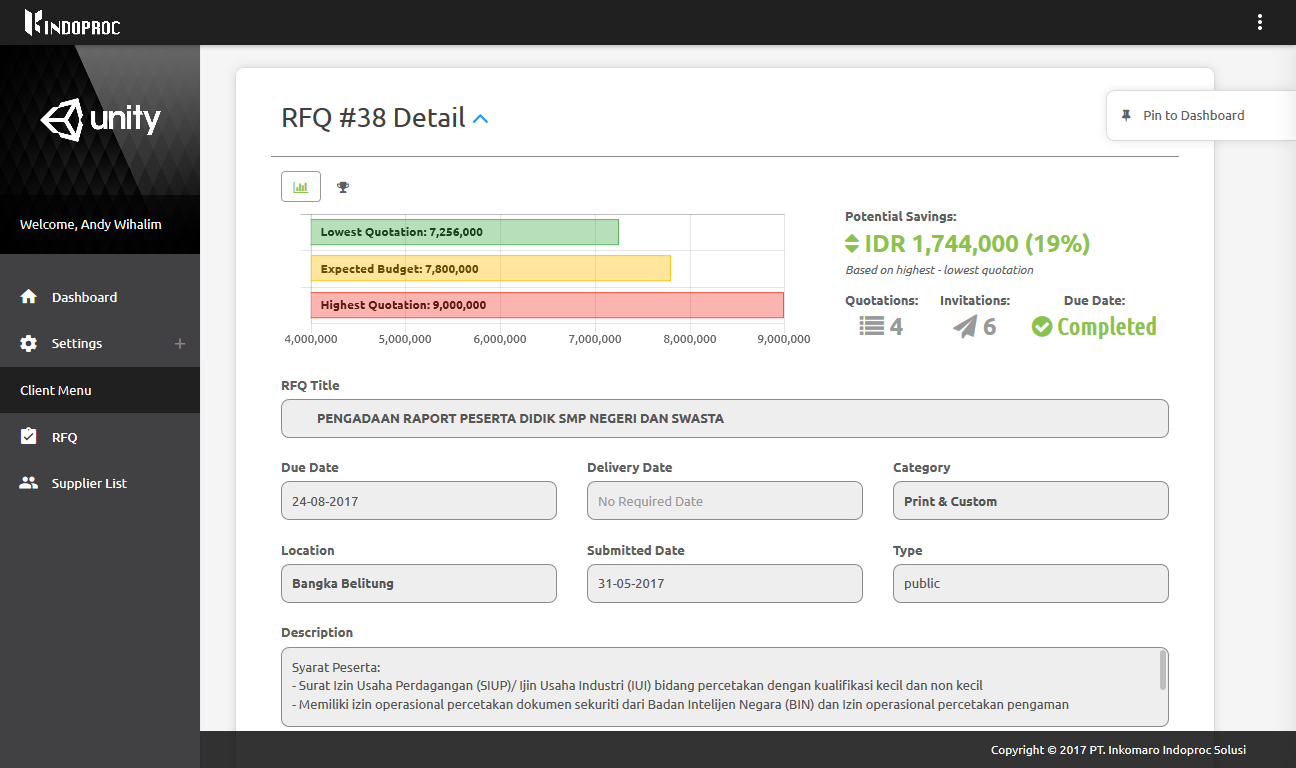 INDOPROC
unity
Welcome, Andy Wihalim
Dashboard
Settings +
Client Menu
RFQ
Supplier List
RFQ #38 Detail
Pin to Dashboard
Lowest Quotation: 7,256,000
Expected Budget: 7,800,000
Highest Quotation: 9,000,000
4,000,000 5,000,000 6,000,000 7,000,000 8,000,000 9,000,000
Potential Savings:
IDR 1,744,000 (19%)
Based on highest - lowest quotation
Quotations: Invitations: Due Date:
4 6 Completed
RFQ Title
PENGADAAN RAPORT PESERTA DIDIK SMP NEGERI DAN SWASTA
Due Date Delivery Date Category
24-08-2017 No Required Date Print & Custom
Location Submitted Date Type
Bangka Belitung 31-05-2017 public
Description
Syarat Peserta:
- Surat Izin Usaha Perdagangan (SIUP)/ Ijin Usaha Industri (IUI) bidang percetakan dengan kualifikasi kecil dan non kecil
- Memiliki izin operasional percetakan dokumen sekuriti dari Badan Intelijen Negara (BIN) dan Izin operasional percetakan pengaman
Copyright © 2017 PT. Inkomaro Indoproc Solusi